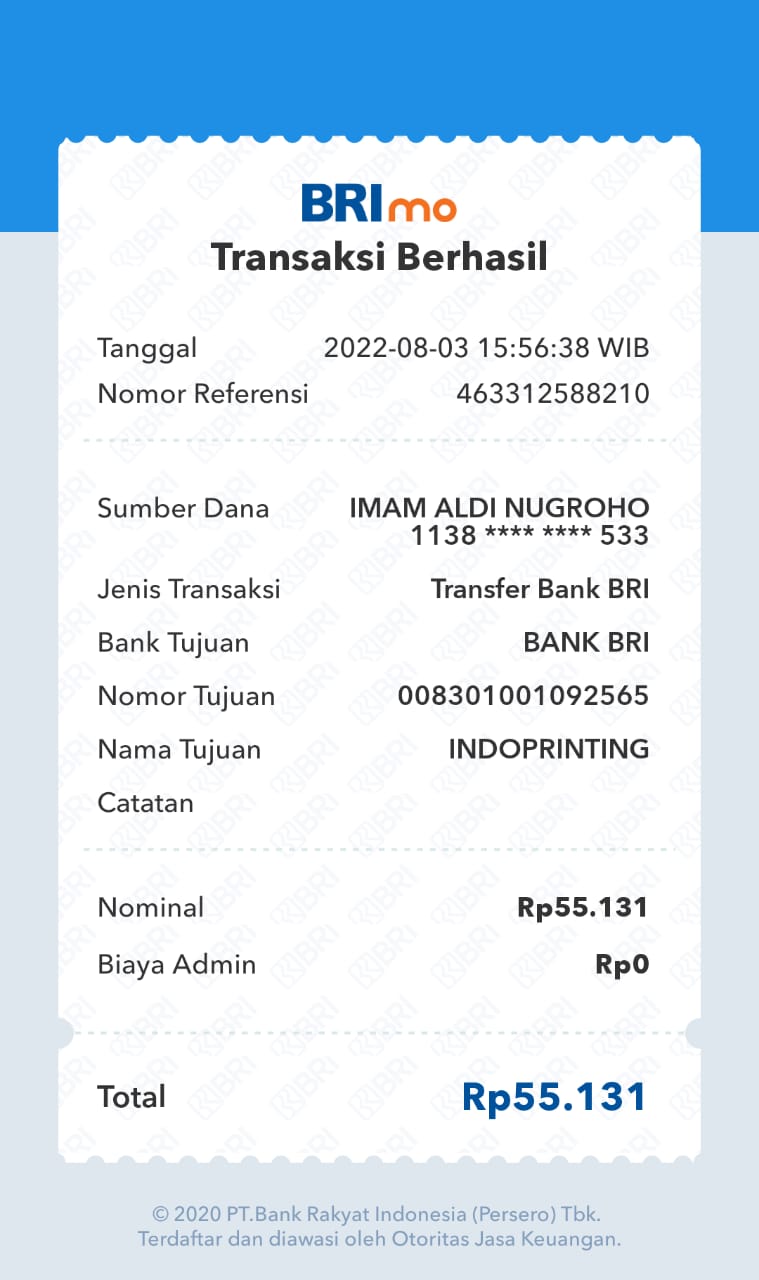 BRImo
Transaksi Berhasil
Tanggal 2022-08-03 15:56:38 WIB
Nomor Referensi 463312588210
Sumber Dana IMAM ALDI NUGROHO
1138 **** **** 533
Jenis Transaksi Transfer Bank BRI
Bank Tujuan BANK BRI
Nomor Tujuan 008301001092565
Nama Tujuan INDOPRINTING
Catatan
Nominal Rp55.131
Biaya Admin Rp0
Total Rp55.131
© 2020 PT.Bank Rakyat Indonesia (Persero) Tbk.
Terdaftar dan diawasi oleh Otoritas Jasa Keuangan.